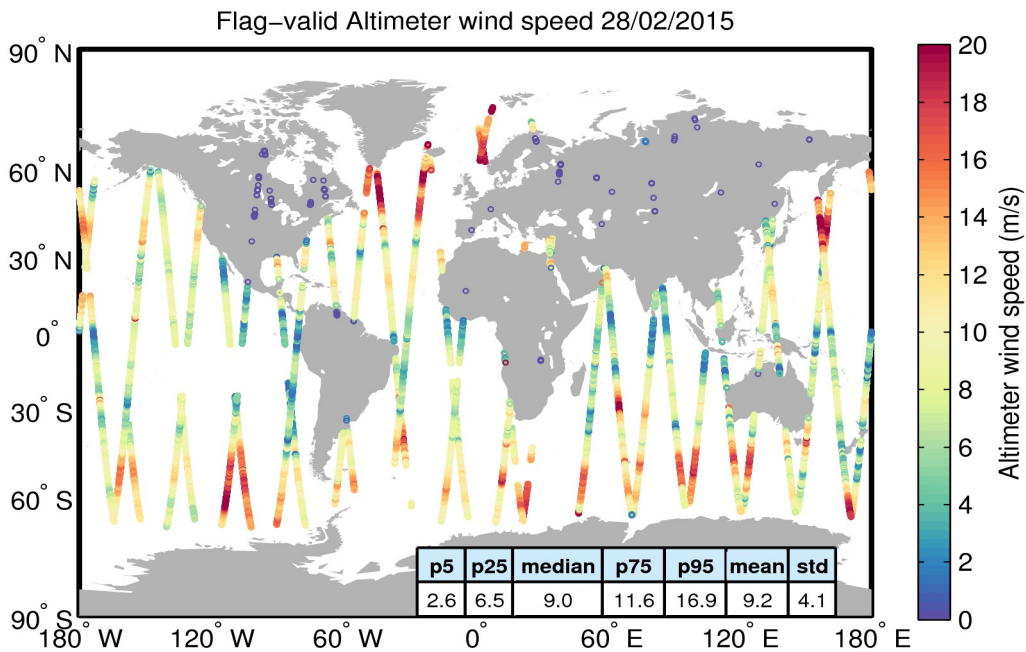 Flag−valid Altimeter wind speed 28/02/2015
90° N
60° N
30° N
0°
30° S
60° S
90° S
180° W
120° W
60° W
0°
60° E
120° E
180° E
p5 p25 median p75 p95 mean std
2.6 6.5 9.0 11.6 16.9 9.2 4.1
20
18
16
14
12
10
8
6
4
2
0
Altimeter wind speed (m/s)